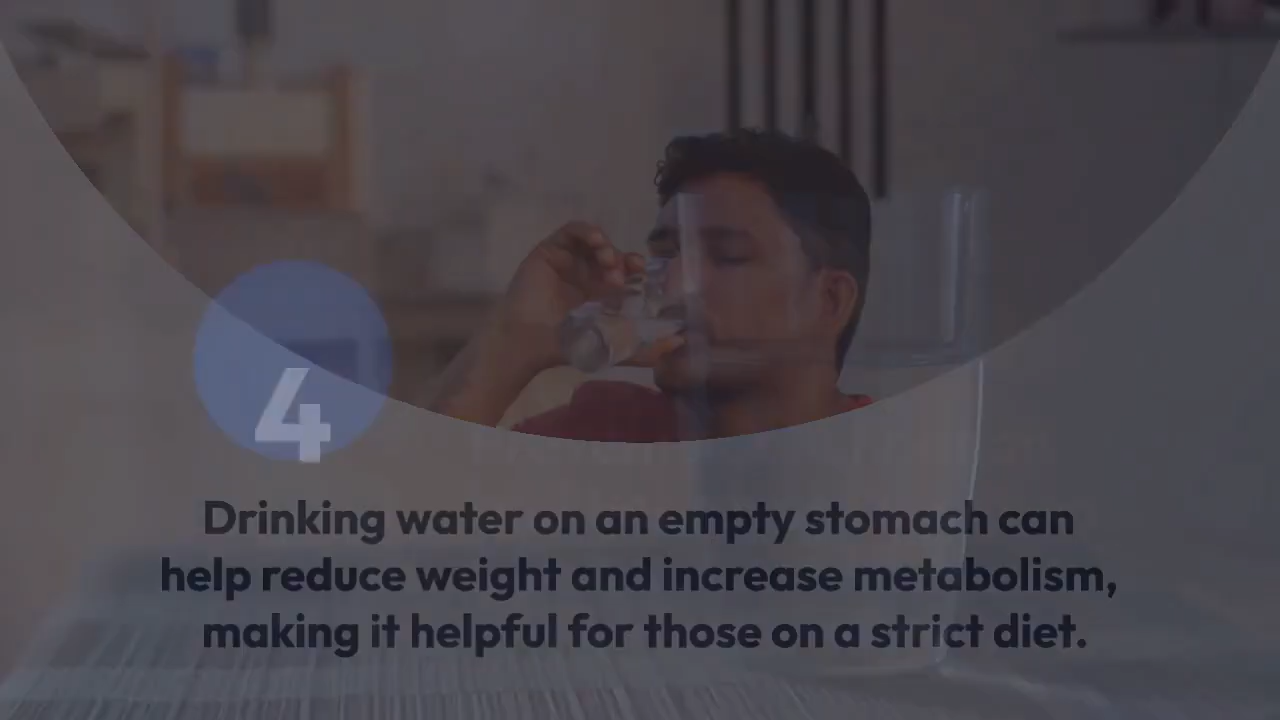 4
Drinking water on an empty stomach can
help reduce weight and increase metabolism,
making it helpful for those on a strict diet.